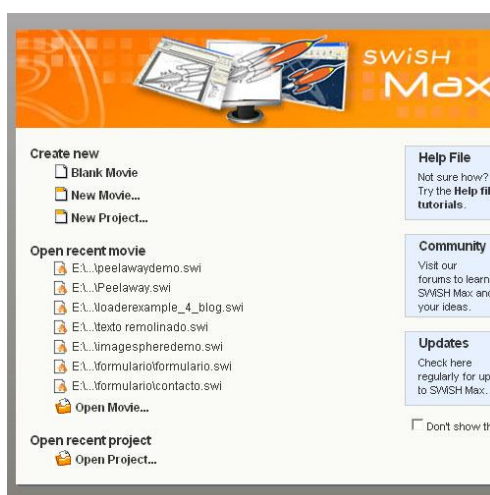 SWiSH
Max
Create new
Blank Movie
New Movie...
New Project...
Open recent movie
E:\...\peelawaydemo.swi
E:\...\Peelaway.swi
E:\...\loaderexample_4_blog.swi
E:\...\texto remolinado.swi
E:\...\imagespheredemo.swi
E:\...\formulario\formulario.swi
E:\...\formulario\contacto.swi
Open Movie...
Open recent project
Open Project...
Help File
Not sure how?
Try the Help fil
tutorials.
Community
Visit our
forums to learn
SWiSH Max and
your ideas.
Updates
Check here
regularly for up
to SWiSH Max.
Don't show th